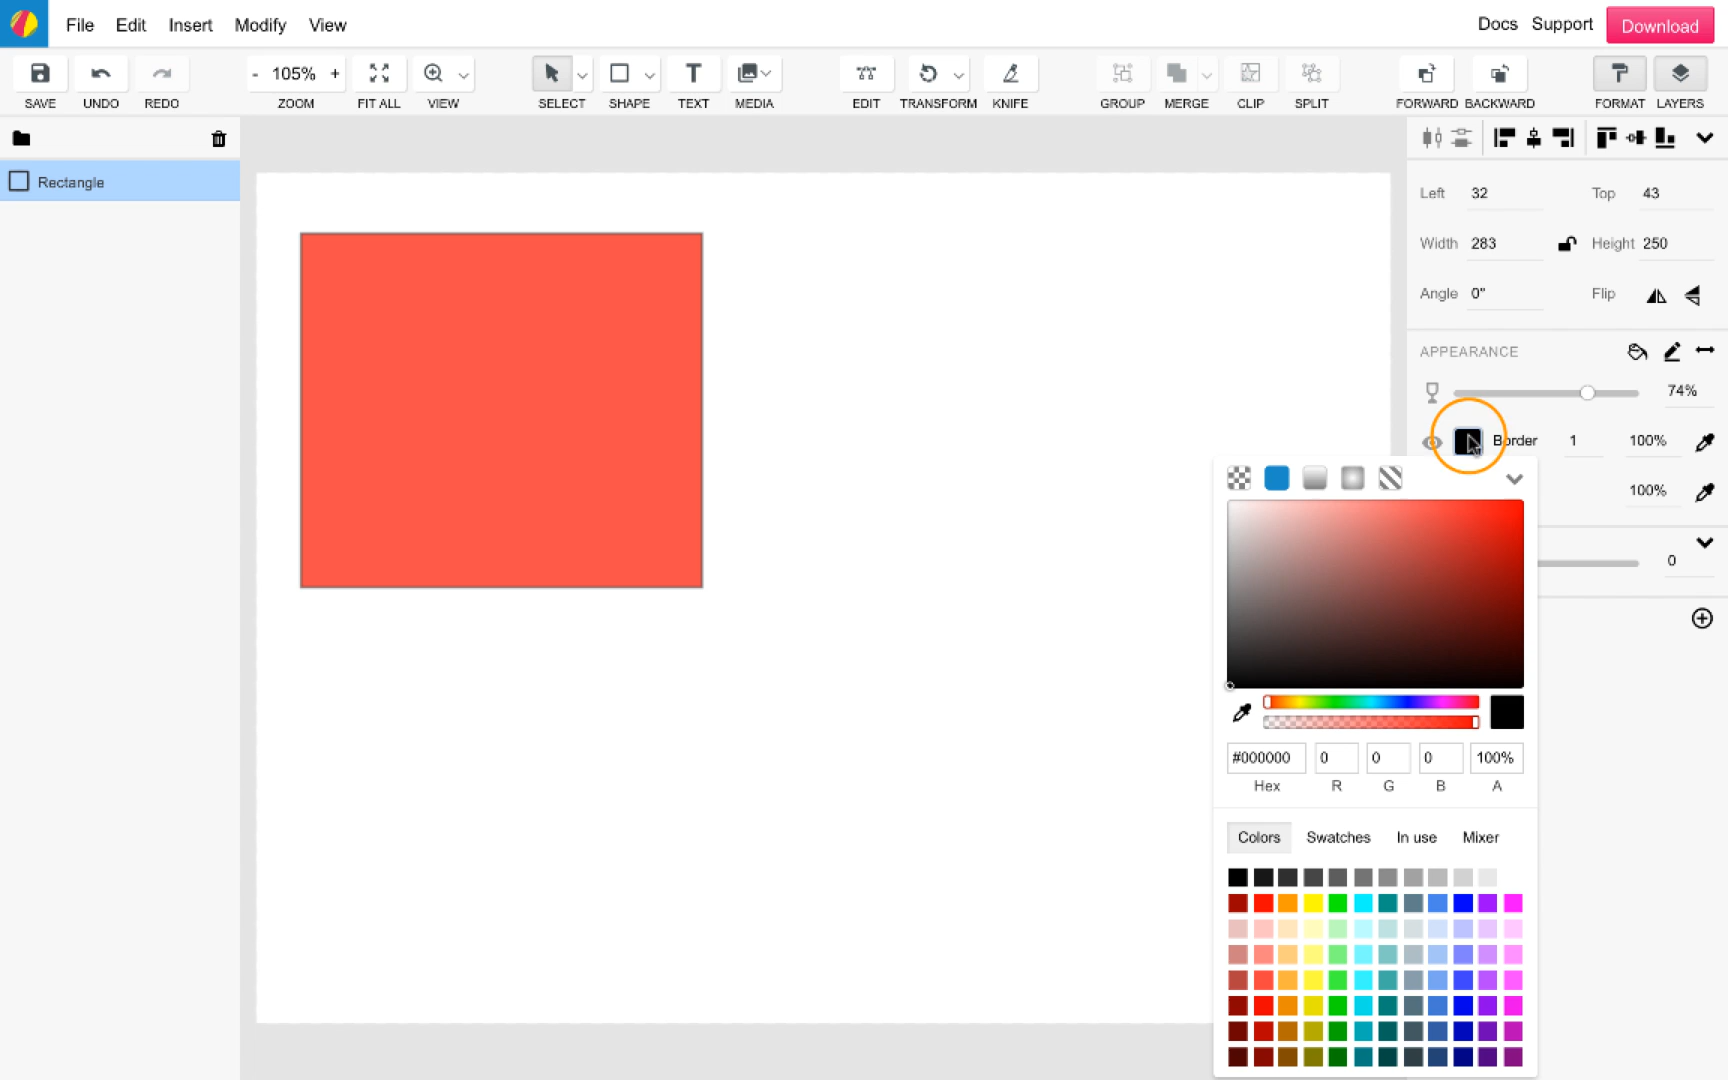 File Edit Insert Modify View
Docs Support Download
- 105% +
SAVE UNDO REDO ZOOM FIT ALL VIEW SELECT SHAPE TEXT MEDIA EDIT TRANSFORM KNIFE GROUP MERGE CLIP SPLIT FORWARD BACKWARD FORMAT LAYERS
Rectangle
Left 32 Top 43
Width 283 Height 250
Angle 0° Flip
APPEARANCE
74%
Border 1 100%
100%
0
#000000 0 0 0 100%
Hex R G B A
Colors Swatches In use Mixer